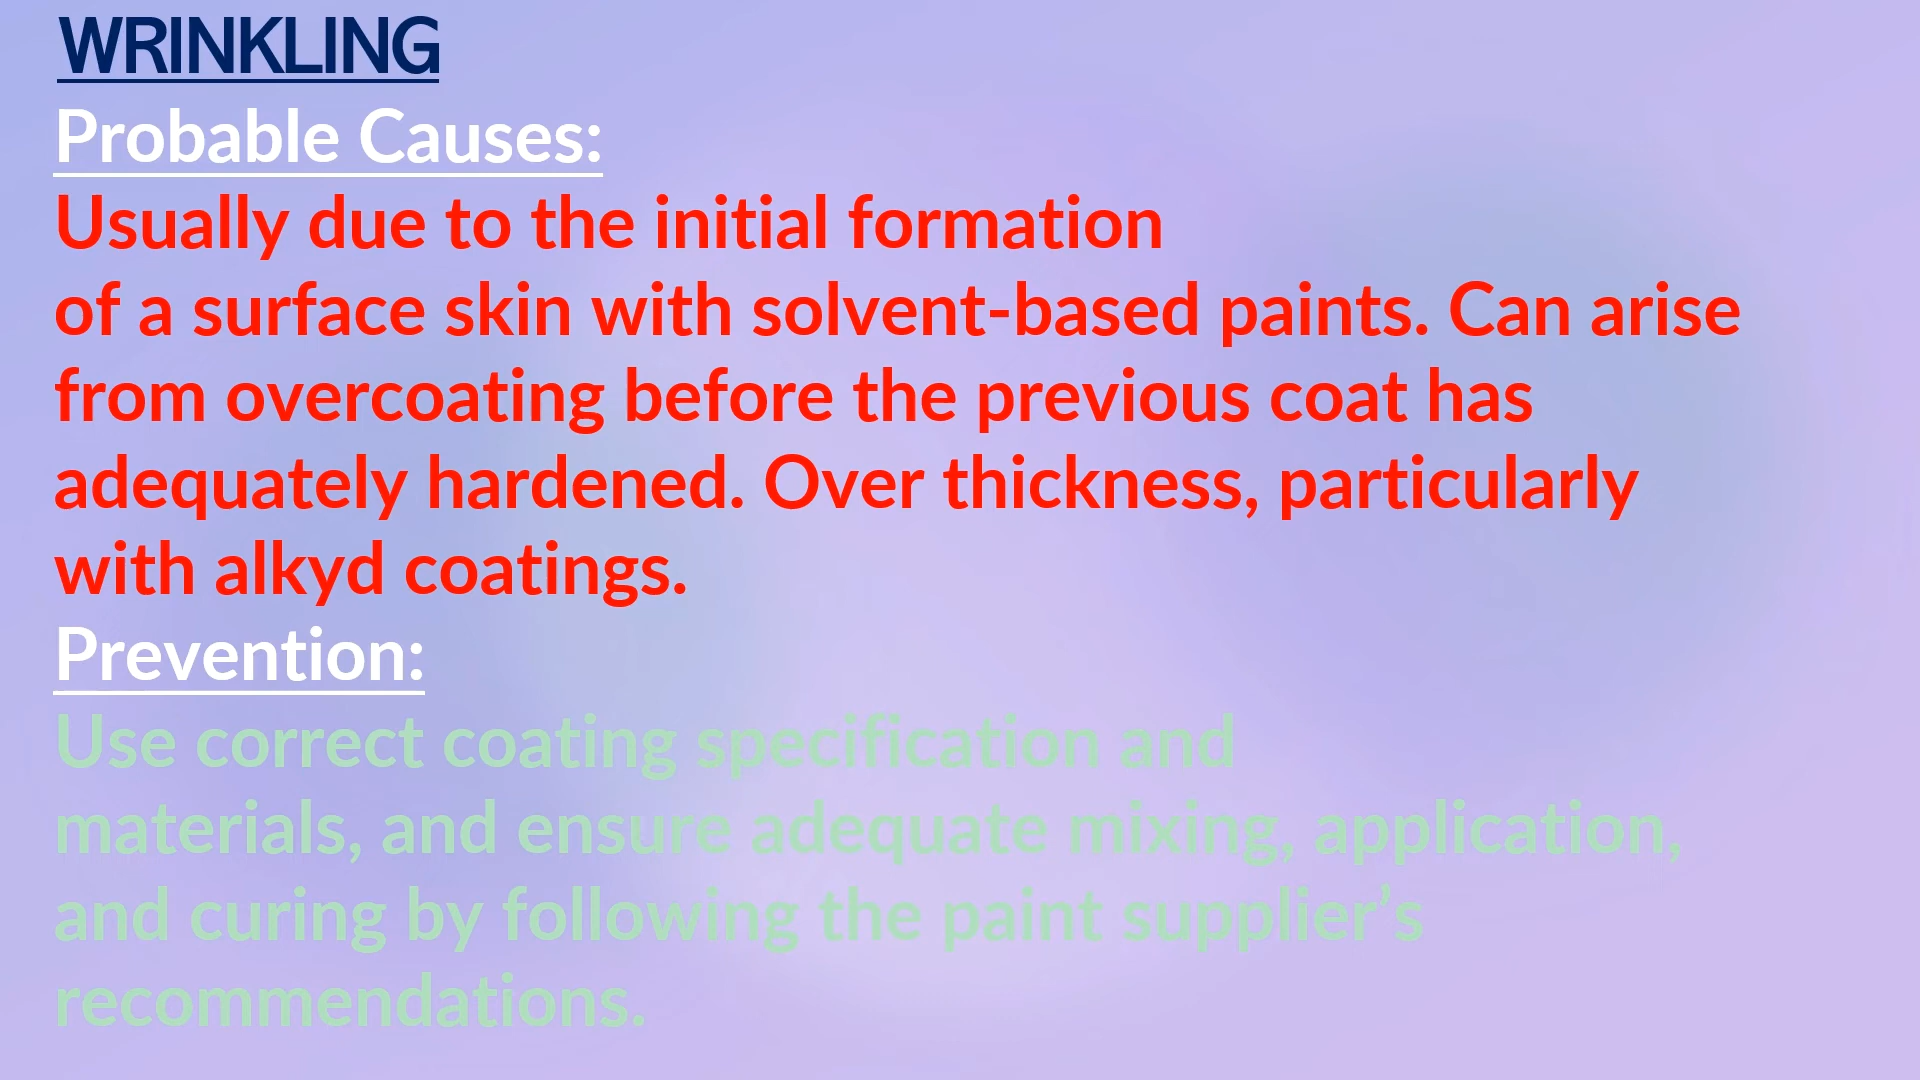 WRINKLING
Probable Causes:
Usually due to the initial formation
of a surface skin with solvent-based paints. Can arise
from overcoating before the previous coat has
adequately hardened. Over thickness, particularly
with alkyd coatings.
Prevention:
Use correct coating specification and
materials, and ensure adequate mixing, application,
and curing by following the paint supplier’s
recommendations.